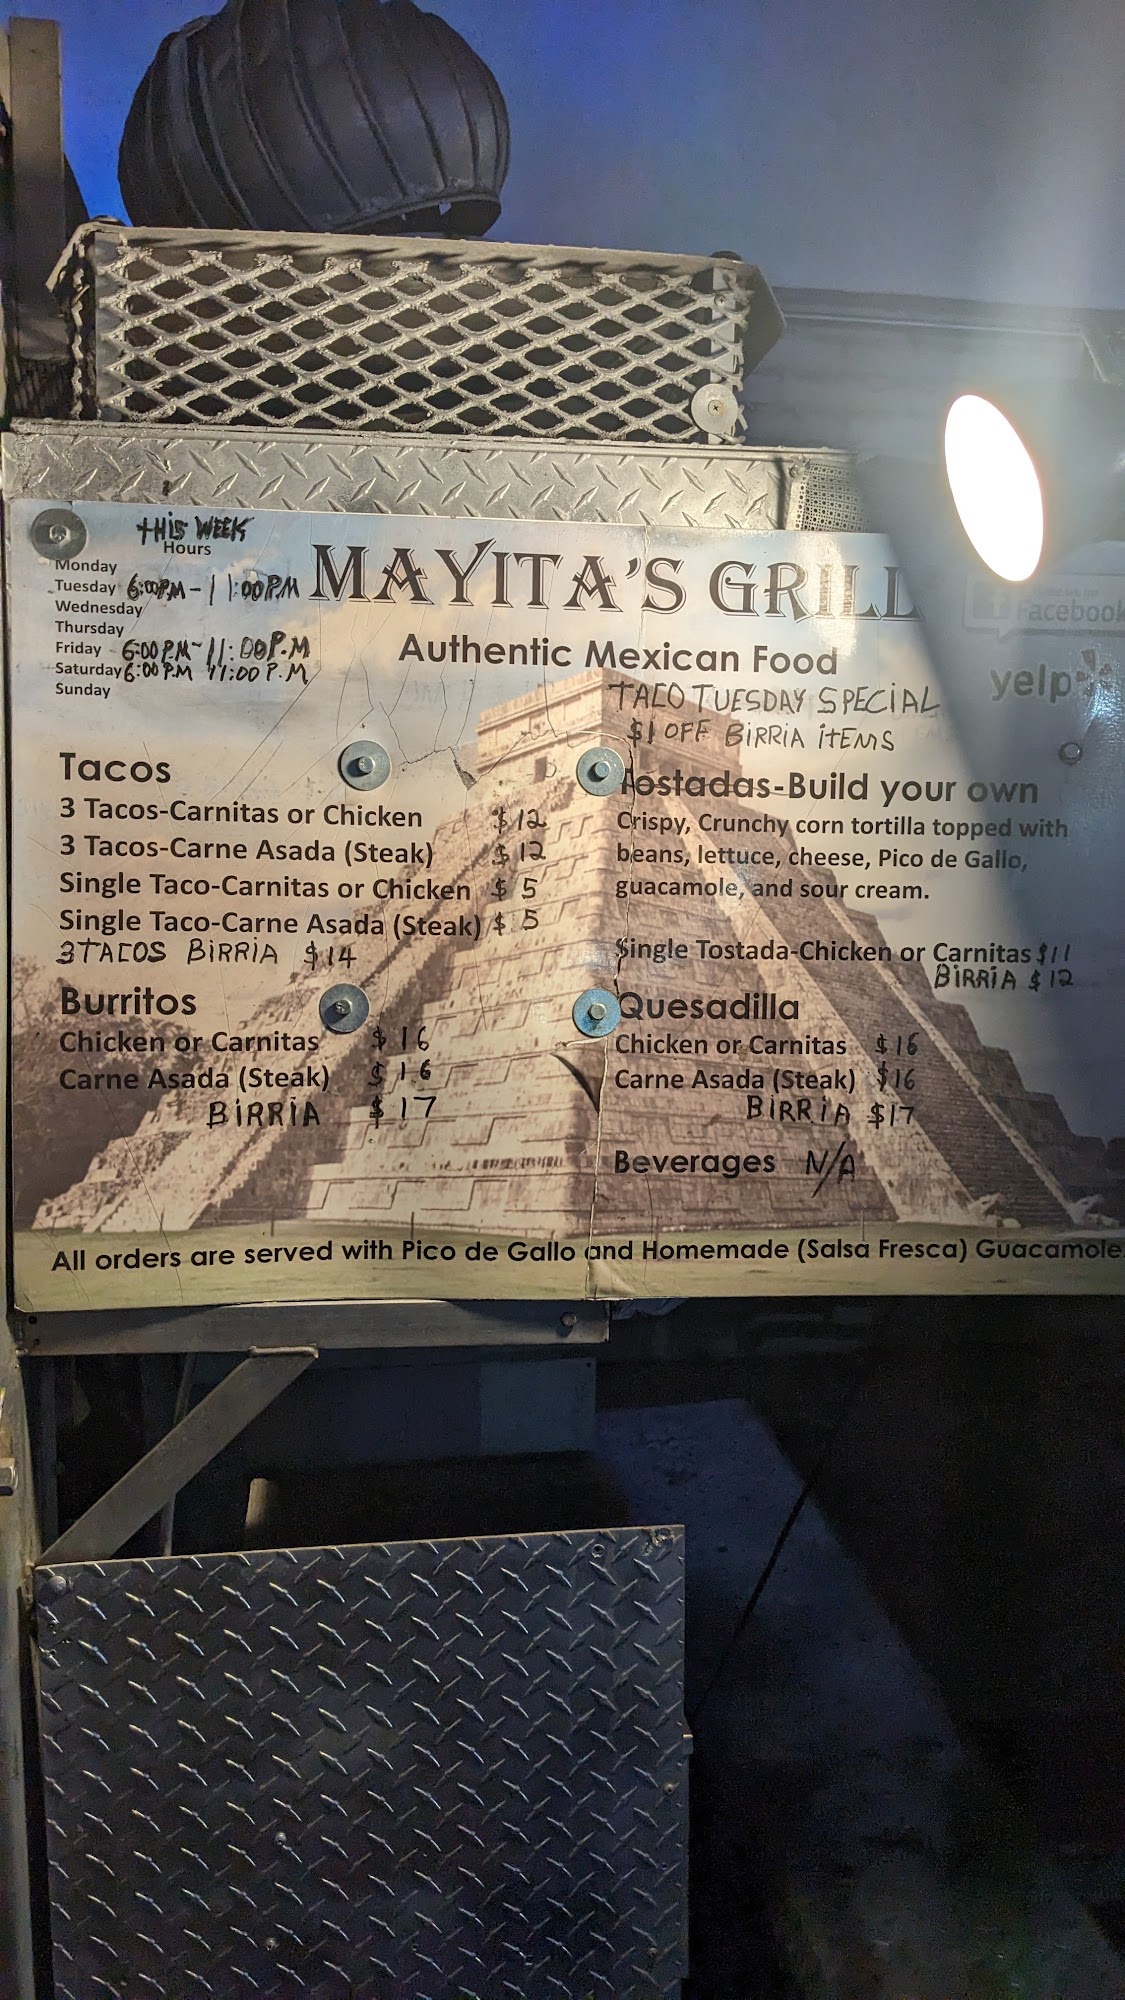 THIS WEEK
Hours
Monday
Tuesday 6:00PM-11:00PM
Wednesday
Thursday
Friday 6:00PM-11:00P.M
Saturday 6:00P.M 11:00P.M
Sunday
MAYITA'S GRILL
Authentic Mexican Food
Facebook
yelp
TACO TUESDAY SPECIAL
$1 OFF BIRRIA ITEMS
Tacos
3 Tacos-Carnitas or Chicken $12
3 Tacos-Carne Asada (Steak) $12
Single Taco-Carnitas or Chicken $5
Single Taco-Carne Asada (Steak) $5
3 TACOS BIRRIA $14
Burritos
Chicken or Carnitas $16
Carne Asada (Steak) $16
BIRRIA $17
Tostadas-Build your own
Crispy, Crunchy corn tortilla topped with
beans, lettuce, cheese, Pico de Gallo,
guacamole, and sour cream.
Single Tostada-Chicken or Carnitas $11
BIRRIA $12
Quesadilla
Chicken or Carnitas $16
Carne Asada (Steak) $16
BIRRIA $17
Beverages N/A
All orders are served with Pico de Gallo and Homemade (Salsa Fresca) Guacamole.